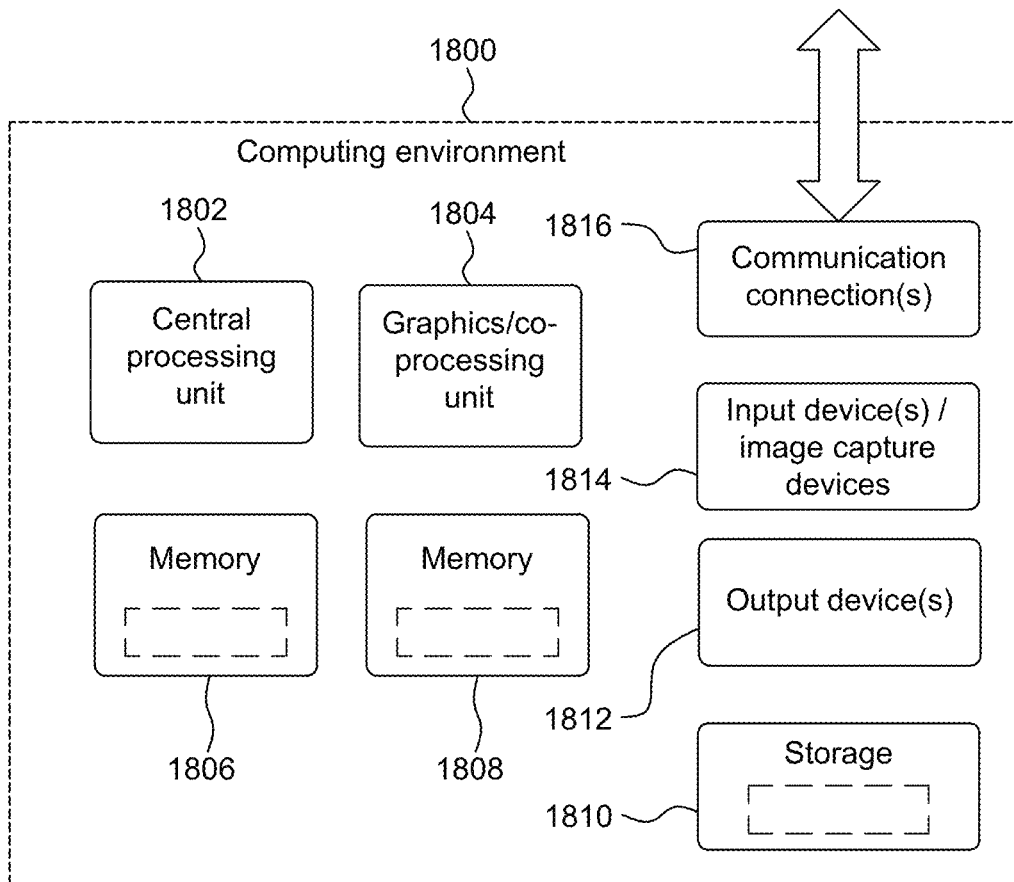 1800
Computing environment
1802
1804
1816
Communication
connection(s)
Central
processing
unit
Graphics/co-
processing
unit
Input device(s) /
image capture
devices
1814
Memory
Memory
Output device(s)
1806
1808
1812
Storage
1810